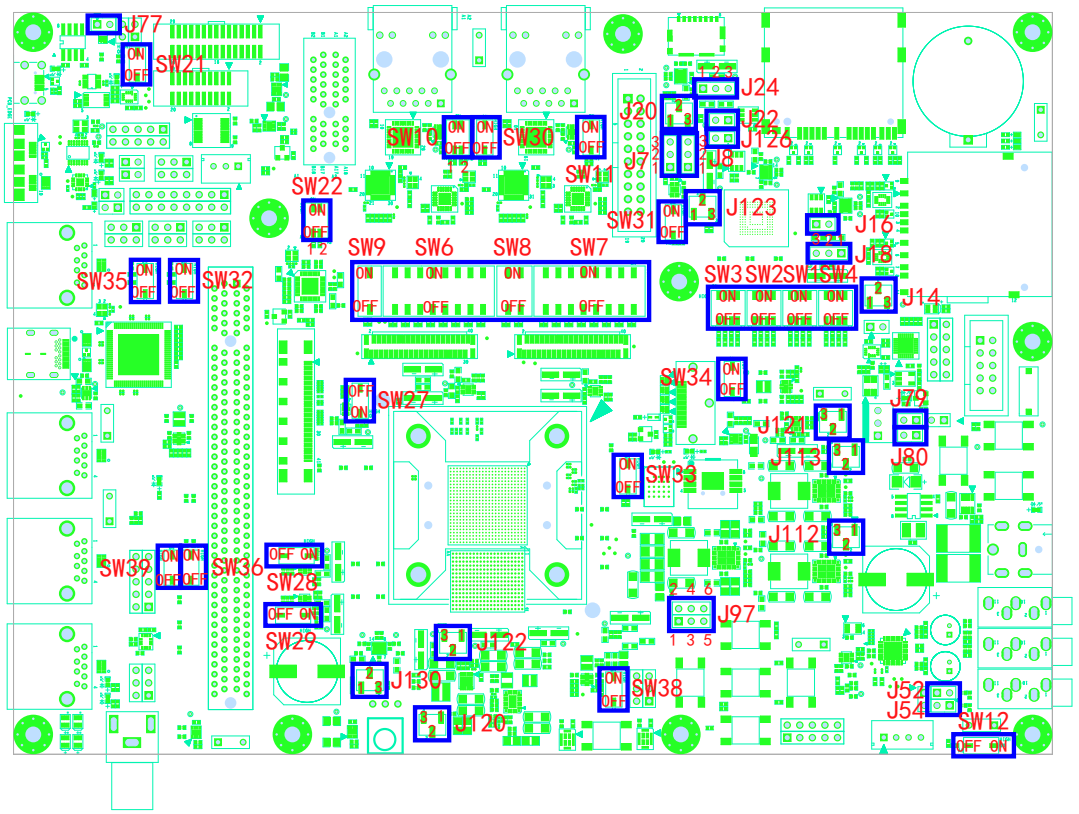 J77
ON
OFF
SW21
1 2 3
J24
2
1 3
J20
J22
J126
SW10
ON
OFF
1 2
ON
OFF
SW30
ON
OFF
SW11
J7
3
2
1
3
2
1
J8
SW22
ON
OFF
1 2
SW31
ON
OFF
2
1 3
J123
J16
3 2 1
J18
SW35
ON
OFF
ON
OFF
SW32
SW9
SW6
SW8
SW7
ON
ON
ON
ON
OFF
OFF
OFF
OFF
SW3
SW2
SW1
SW4
ON
ON
ON
ON
OFF
OFF
OFF
OFF
2
1 3
J14
OFF
ON
SW27
SW34
ON
OFF
J121
3 1
2
J79
J80
J113
3 1
2
ON
OFF
SW33
J112
3 1
2
SW39
ON
OFF
ON
OFF
SW36
OFF ON
SW28
OFF ON
SW29
2 4 6
J97
1 3 5
3 1
2
J122
2
1 3
J130
3 1
2
J120
ON
OFF
SW38
J52
J54
SW12
OFF ON